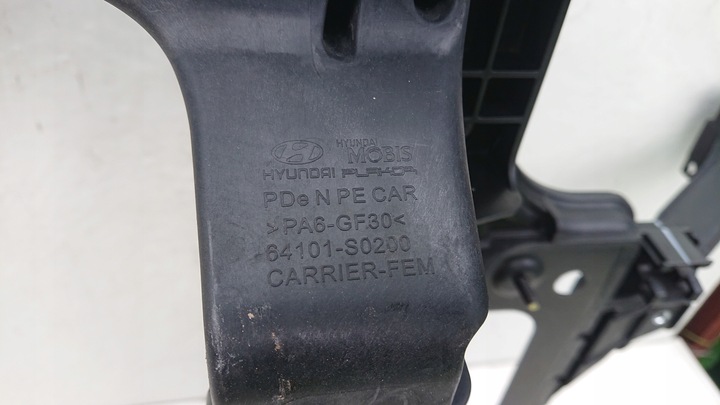 HYUNDAI
MOBIS
HYUNDAI PLAKOR
PDe N PE CAR
>PA6-GF30<
64101-S0200
CARRIER-FEM